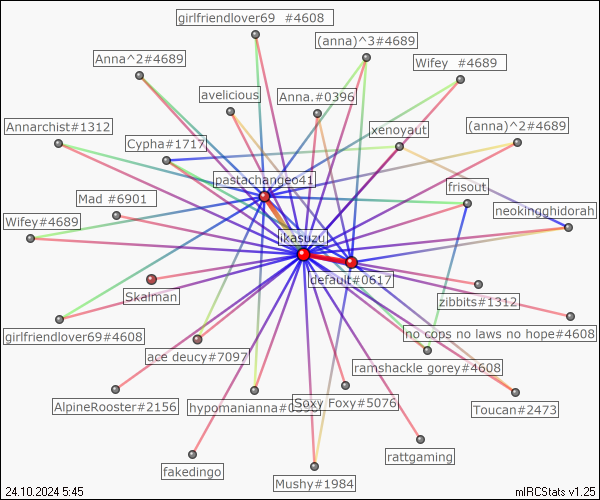 girlfriendlover69  #4608
(anna)^3#4689
Anna^2#4689
Wifey  #4689
avelicious
Anna.#0396
Annarchist#1312
xenoyaut
(anna)^2#4689
Cypha#1717
pastachangeo41
frisout
Mad #6901
neokingghidorah
Wifey#4689
ikasuzu
default#0617
Skalman
zibbits#1312
girlfriendlover69#4608
no cops no laws no hope#4608
ace deucy#7097
ramshackle gorey#4608
AlpineRooster#2156
Soxy Foxy#5076
Toucan#2473
rattgaming
fakedingo
Mushy#1984
24.10.2024 5:45
mIRCStats v1.25